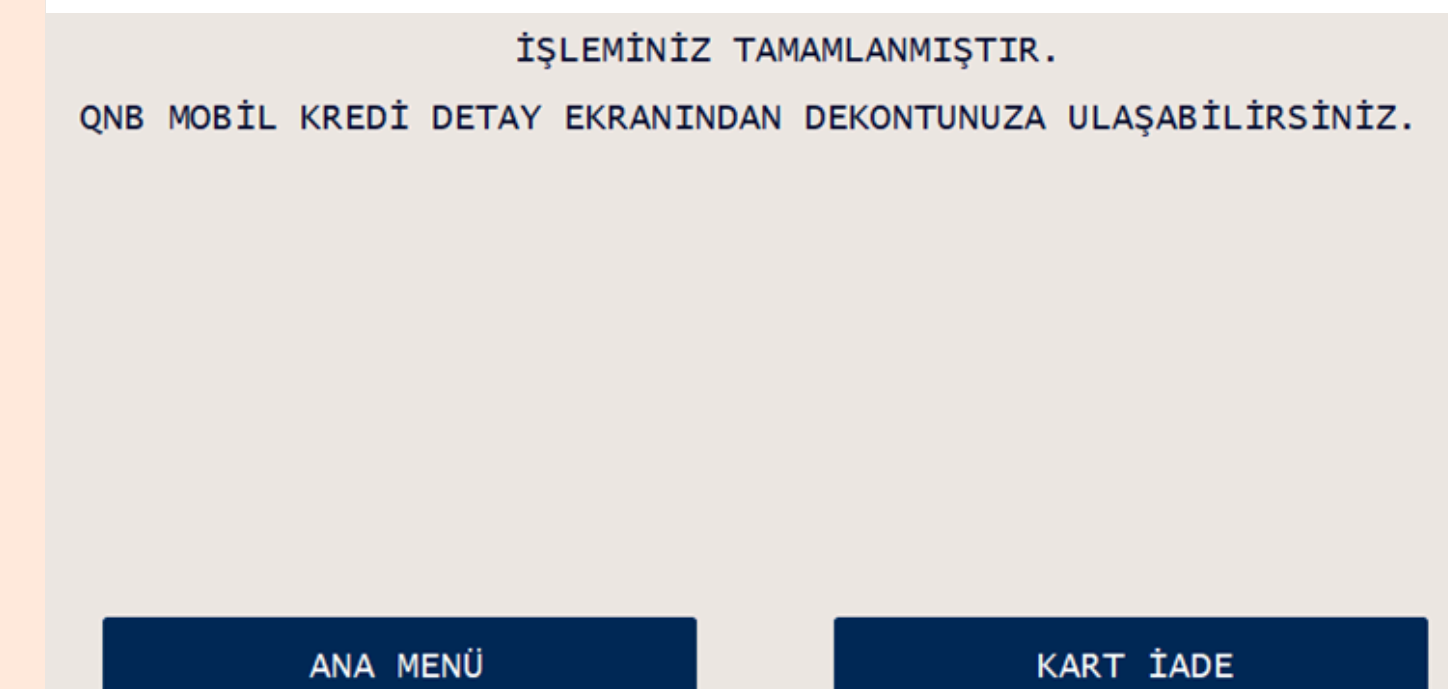 İŞLEMİNİZ TAMAMLANMIŞTIR.
QNB MOBİL KREDİ DETAY EKRANINDAN DEKONTUNUZA ULAŞABİLİRSİNİZ.
ANA MENÜ
KART İADE